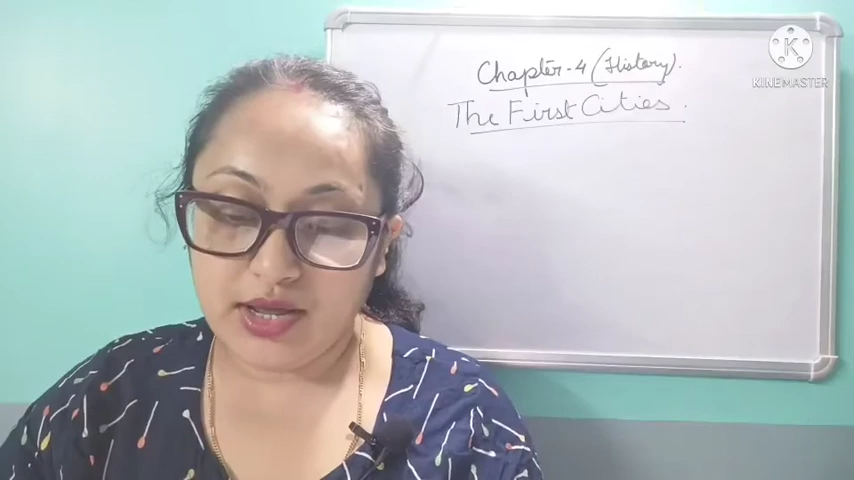 Chapter-4 (History).
The First Cities.
K
KINEMASTER